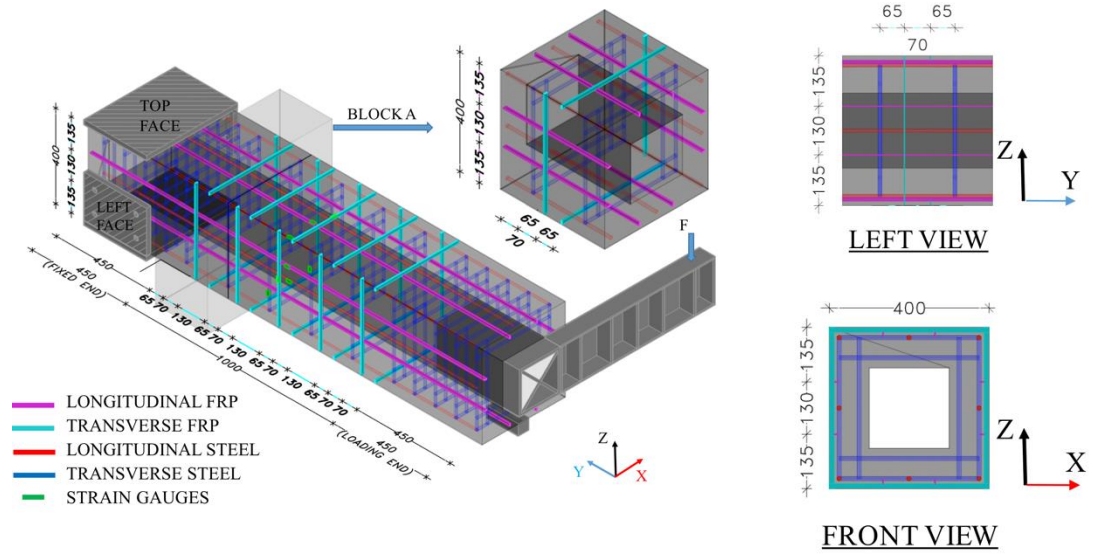 TOP
FACE
LEFT
FACE
400
135
130
135
BLOCK A
400
135
130
135
65 65
70
F
450
450
(FIXED END)
65
70
130
65
70
130
65
70
130
65
70
70
1000
450
450
(LOADING END)
Z
Y
X
LONGITUDINAL FRP
TRANSVERSE FRP
LONGITUDINAL STEEL
TRANSVERSE STEEL
STRAIN GAUGES
65 65
70
135
130
135
Z
Y
LEFT VIEW
400
135
130
135
Z
X
FRONT VIEW